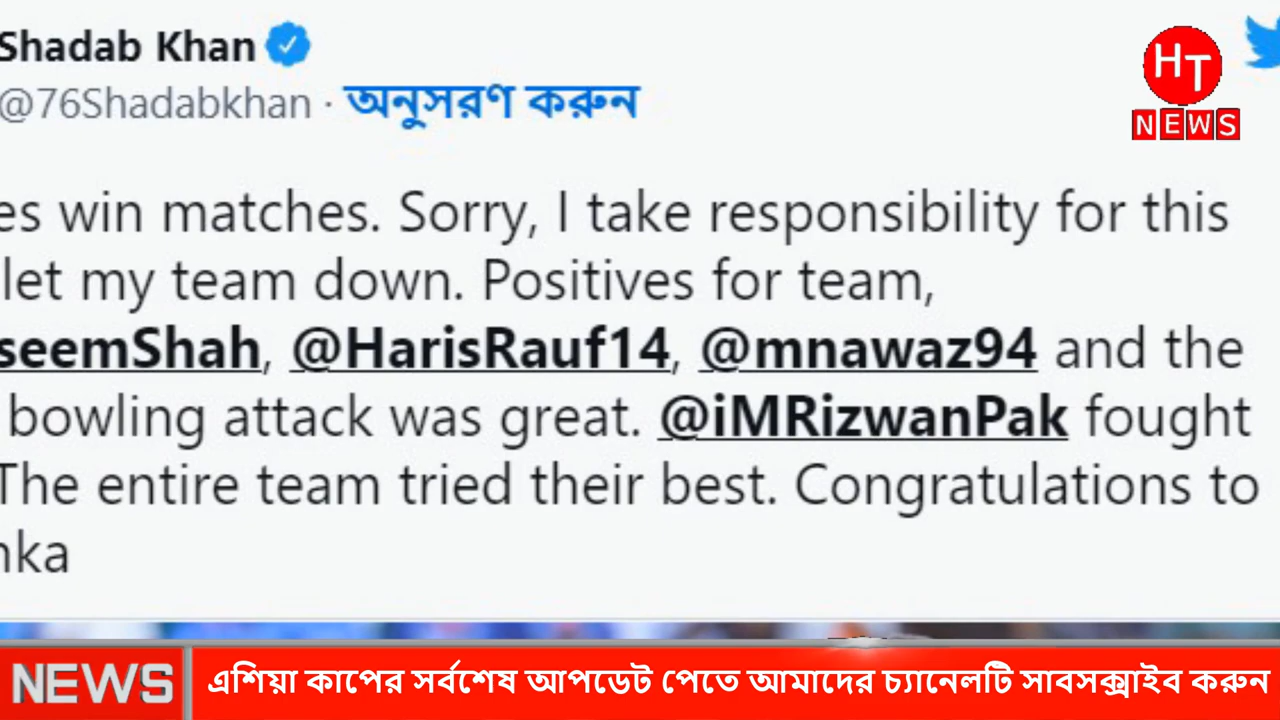 Shadab Khan
@76Shadabkhan · অনুসরণ করুন
HT
NEWS
es win matches. Sorry, I take responsibility for this
let my team down. Positives for team,
seemShah, @HarisRauf14, @mnawaz94 and the
bowling attack was great. @iMRizwanPak fought
The entire team tried their best. Congratulations to
nka
NEWS এশিয়া কাপের সর্বশেষ আপডেট পেতে আমাদের চ্যানেলটি সাবসক্রাইব করুন